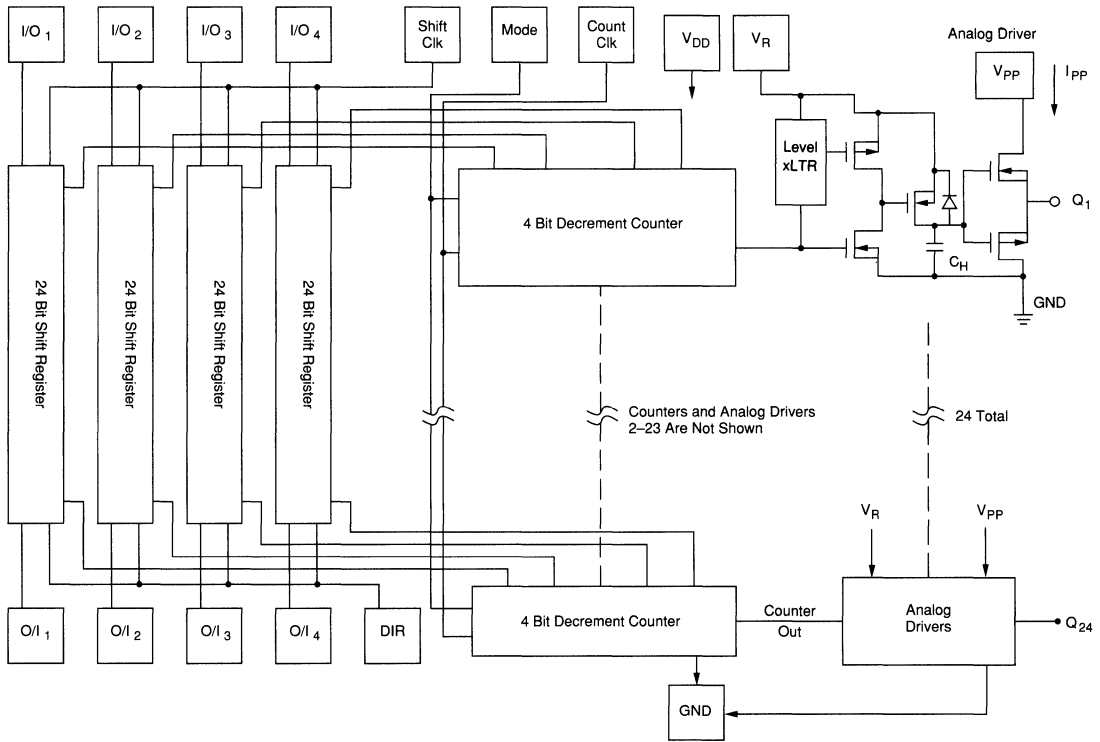 I/O 1
I/O 2
I/O 3
I/O 4
Shift
Clk
Mode
Count
Clk
VDD
VR
Analog Driver
VPP
IPP
Level
xLTR
24 Bit Shift Register
24 Bit Shift Register
24 Bit Shift Register
24 Bit Shift Register
4 Bit Decrement Counter
Q1
CH
GND
Counters and Analog Drivers
2–23 Are Not Shown
24 Total
VR
VPP
O/I 1
O/I 2
O/I 3
O/I 4
DIR
4 Bit Decrement Counter
Counter
Out
Analog
Drivers
Q24
GND